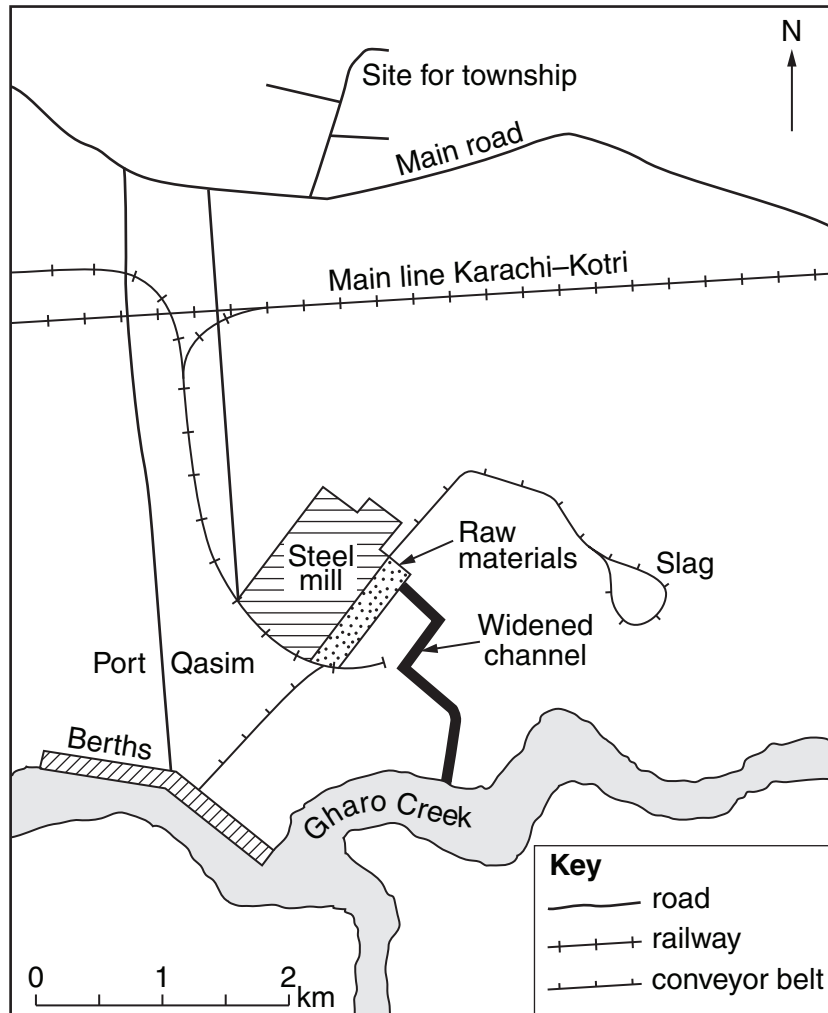 N
Site for township
Main road
Main line Karachi–Kotri
Steel
mill
Raw
materials
Slag
Widened
channel
Port Qasim
Berths
Gharo Creek
Key
road
railway
conveyor belt
0 1 2
km